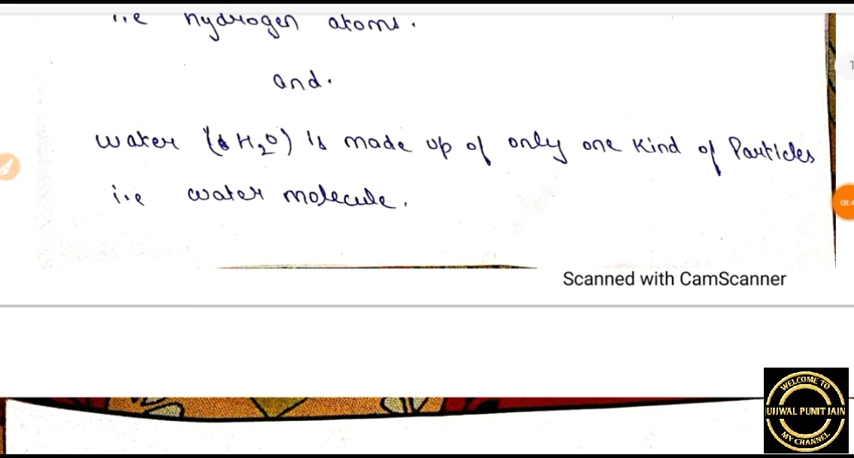 i.e hydrogen atoms.
and.
water (H₂O) is made up of only one kind of Particles
i.e water molecule.
Scanned with CamScanner
WELCOME TO
UJJWAL PUNIT JAIN
MY CHANNEL